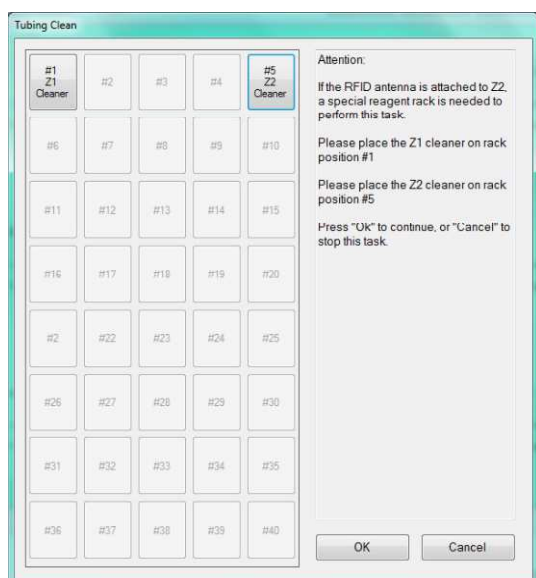 Tubing Clean
#1
Z1
Cleaner
#2
#3
#4
#5
Z2
Cleaner
#6
#7
#8
#9
#10
#11
#12
#13
#14
#15
#16
#17
#18
#19
#20
#2
#22
#23
#24
#25
#26
#27
#28
#29
#30
#31
#32
#33
#34
#35
#36
#37
#38
#39
#40
Attention:
If the RFID antenna is attached to Z2,
a special reagent rack is needed to
perform this task.
Please place the Z1 cleaner on rack
position #1
Please place the Z2 cleaner on rack
position #5
Press "Ok" to continue, or "Cancel" to
stop this task.
OK
Cancel